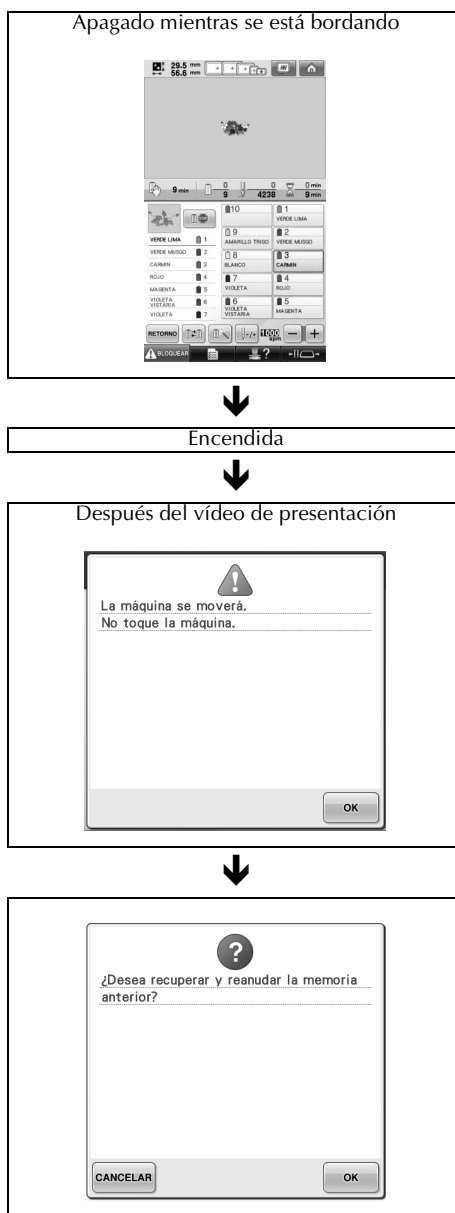 Apagado mientras se está bordando
29.5 mm
56.6 mm
9 min
0
9
0
4238
0 min
9 min
VERDE LIMA 1
VERDE MUSGO 2
CARMIN 3
ROJO 4
MAGENTA 5
VIOLETA VISTARIA 6
VIOLETA 7
10
1
VERDE LIMA
9
AMARILLO TRIGO
2
VERDE MUSGO
8
BLANCO
3
CARMIN
7
VIOLETA
4
ROJO
6
VIOLETA
VISTARIA
5
MAGENTA
RETORNO
-/+
1000
spm
-
+
BLOQUEAR
?
Encendida
Después del vídeo de presentación
La máquina se moverá.
No toque la máquina.
OK
?
¿Desea recuperar y reanudar la memoria
anterior?
CANCELAR
OK